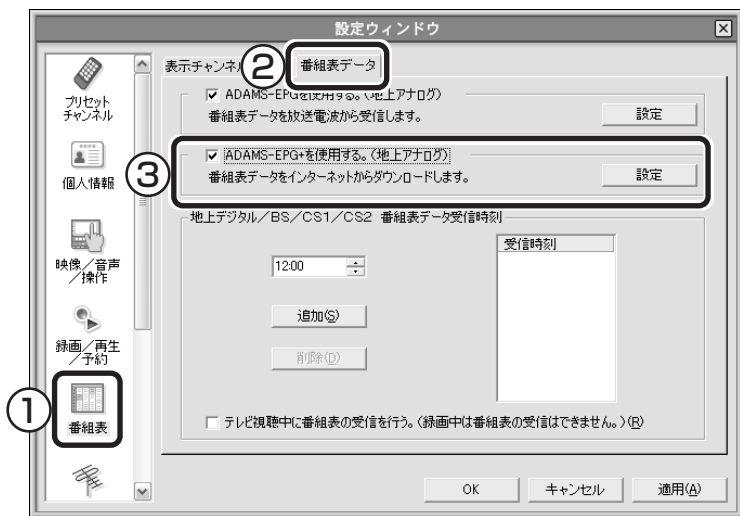 設定ウィンドウ
② 番組表データ
表示チャンネル
プリセット
チャンネル
個人情報
映像／音声
／操作
録画／再生
／予約
①
番組表
ADAMS-EPGを使用する。（地上アナログ）
番組表データを放送電波から受信します。
設定
③
ADAMS-EPG+を使用する。（地上アナログ）
番組表データをインターネットからダウンロードします。
設定
地上デジタル／BS／CS1／CS2 番組表データ受信時刻
12:00
追加(S)
削除(D)
受信時刻
テレビ視聴中に番組表の受信を行う。（録画中は番組表の受信はできません。）(R)
OK
キャンセル
適用(A)